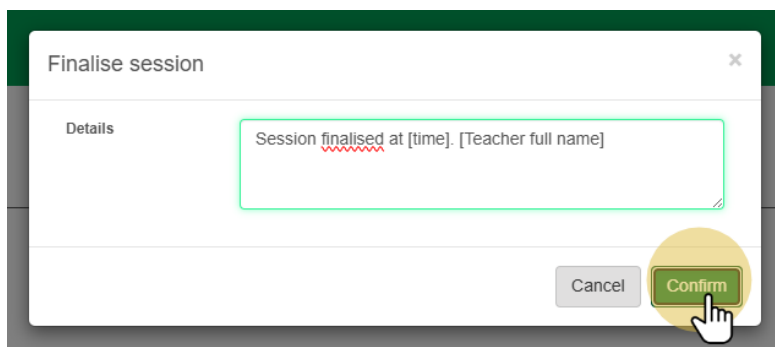 Finalise session
×
Details
Session finalised at [time]. [Teacher full name]
Cancel
Confirm